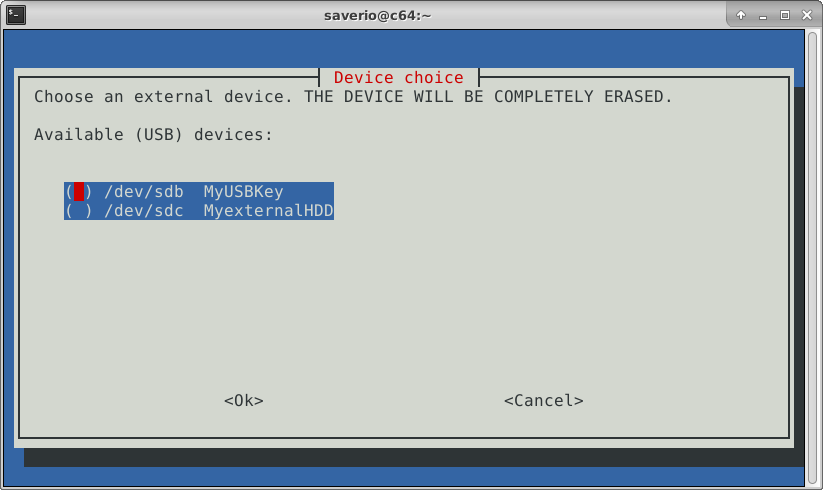 saverio@c64:~
Device choice
Choose an external device. THE DEVICE WILL BE COMPLETELY ERASED.
Available (USB) devices:
( ) /dev/sdb  MyUSBKey
( ) /dev/sdc  MyexternalHDD
<Ok> <Cancel>